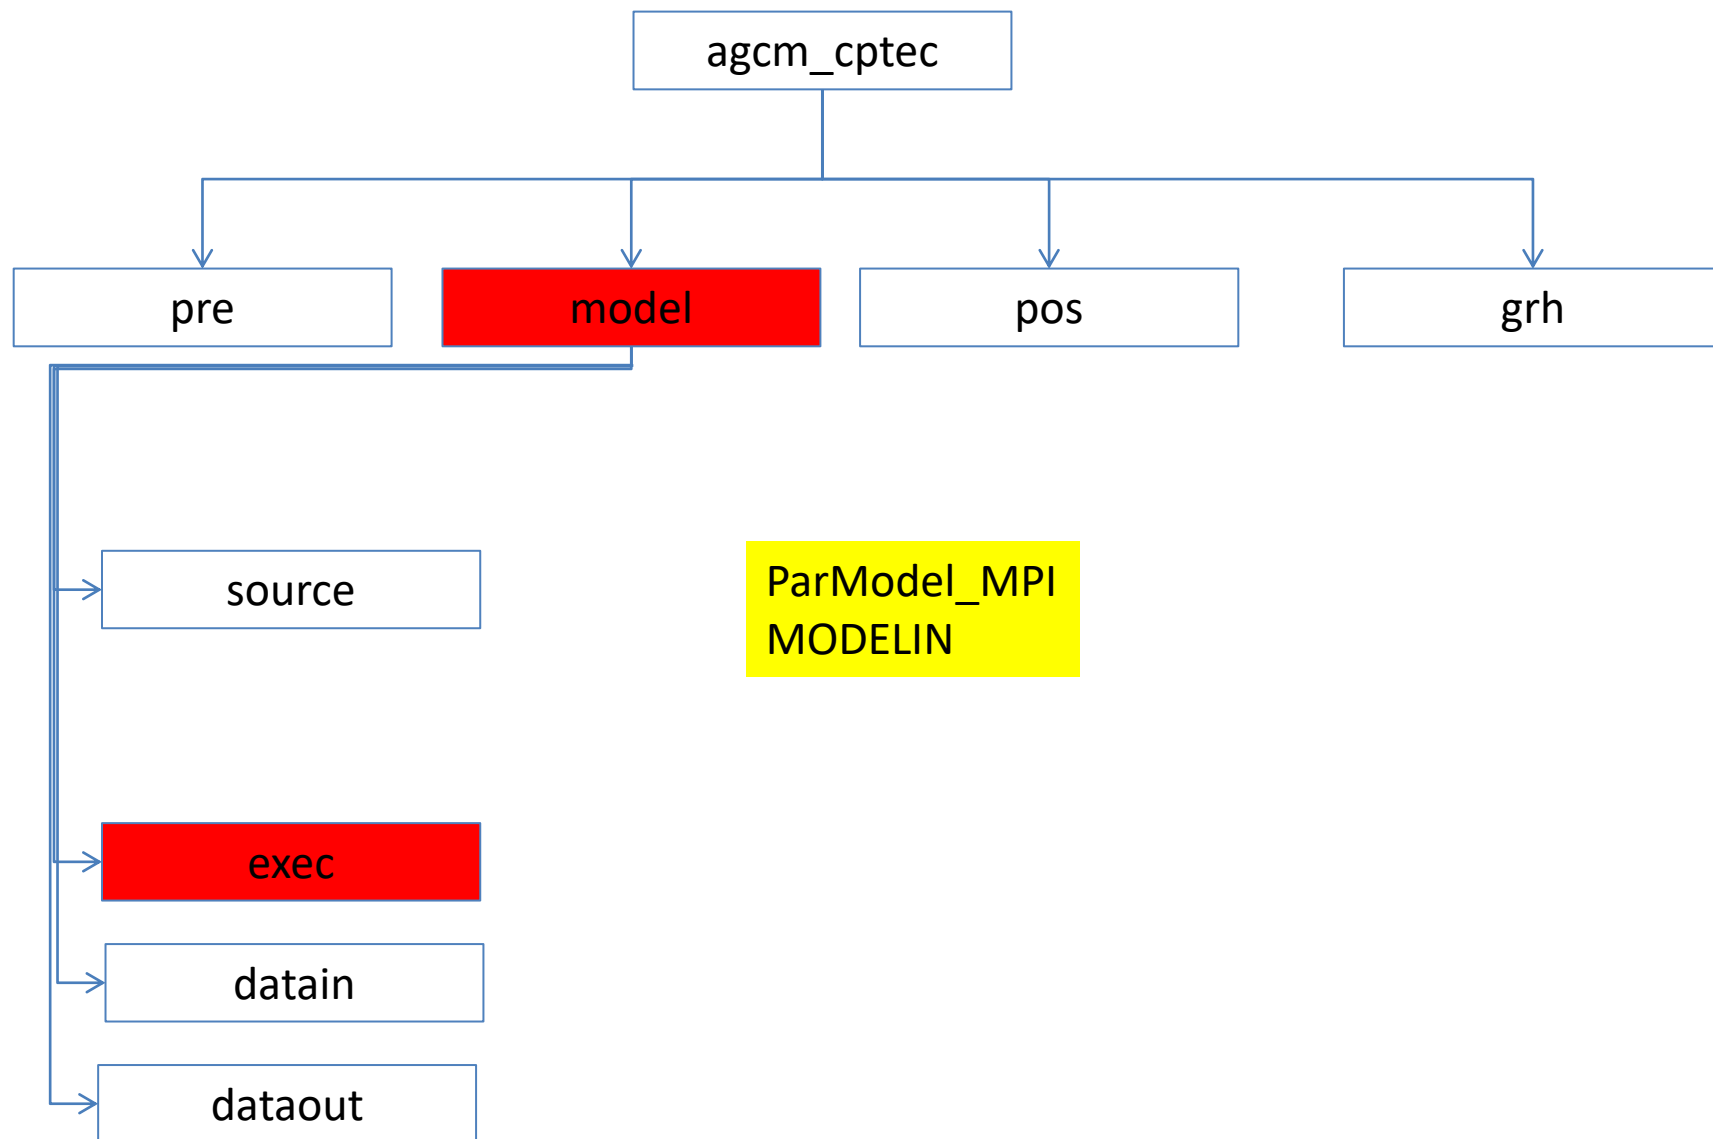 agcm_cptec
pre
model
pos
grh
source
ParModel_MPI
MODELIN
exec
datain
dataout